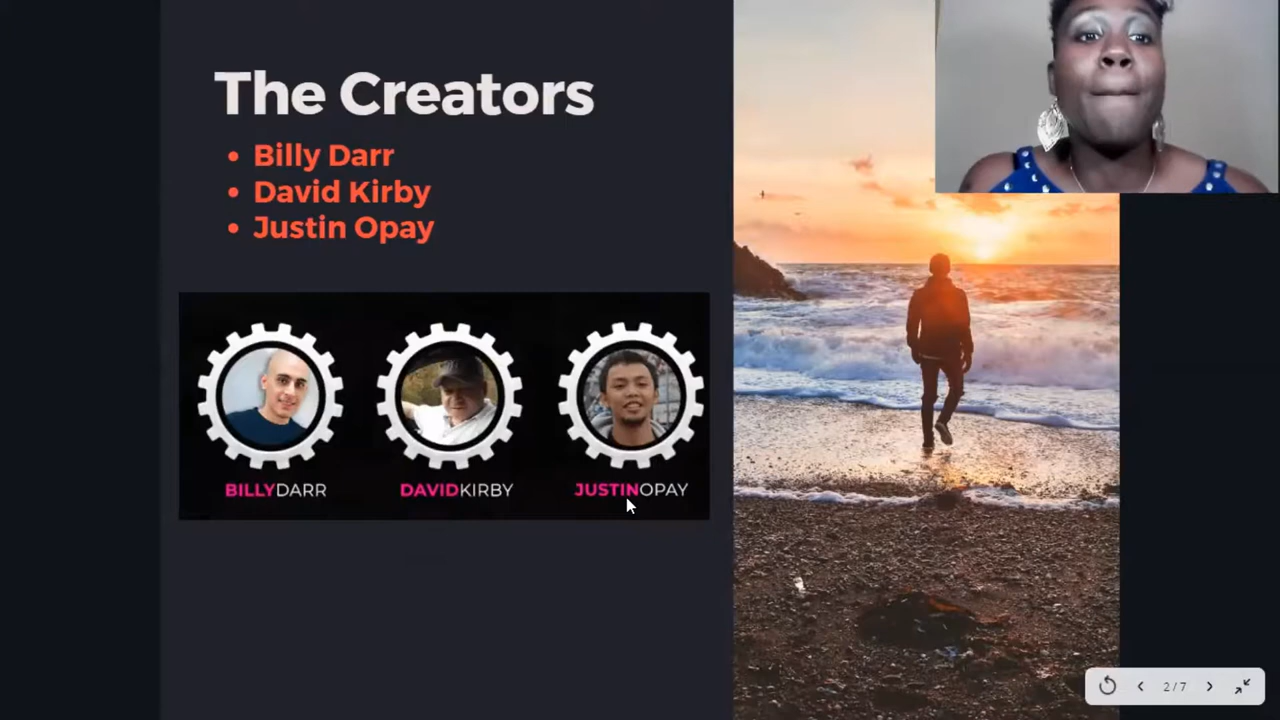 The Creators
• Billy Darr
• David Kirby
• Justin Opay
BILLYDARR
DAVIDKIRBY
JUSTINOPAY
2/7